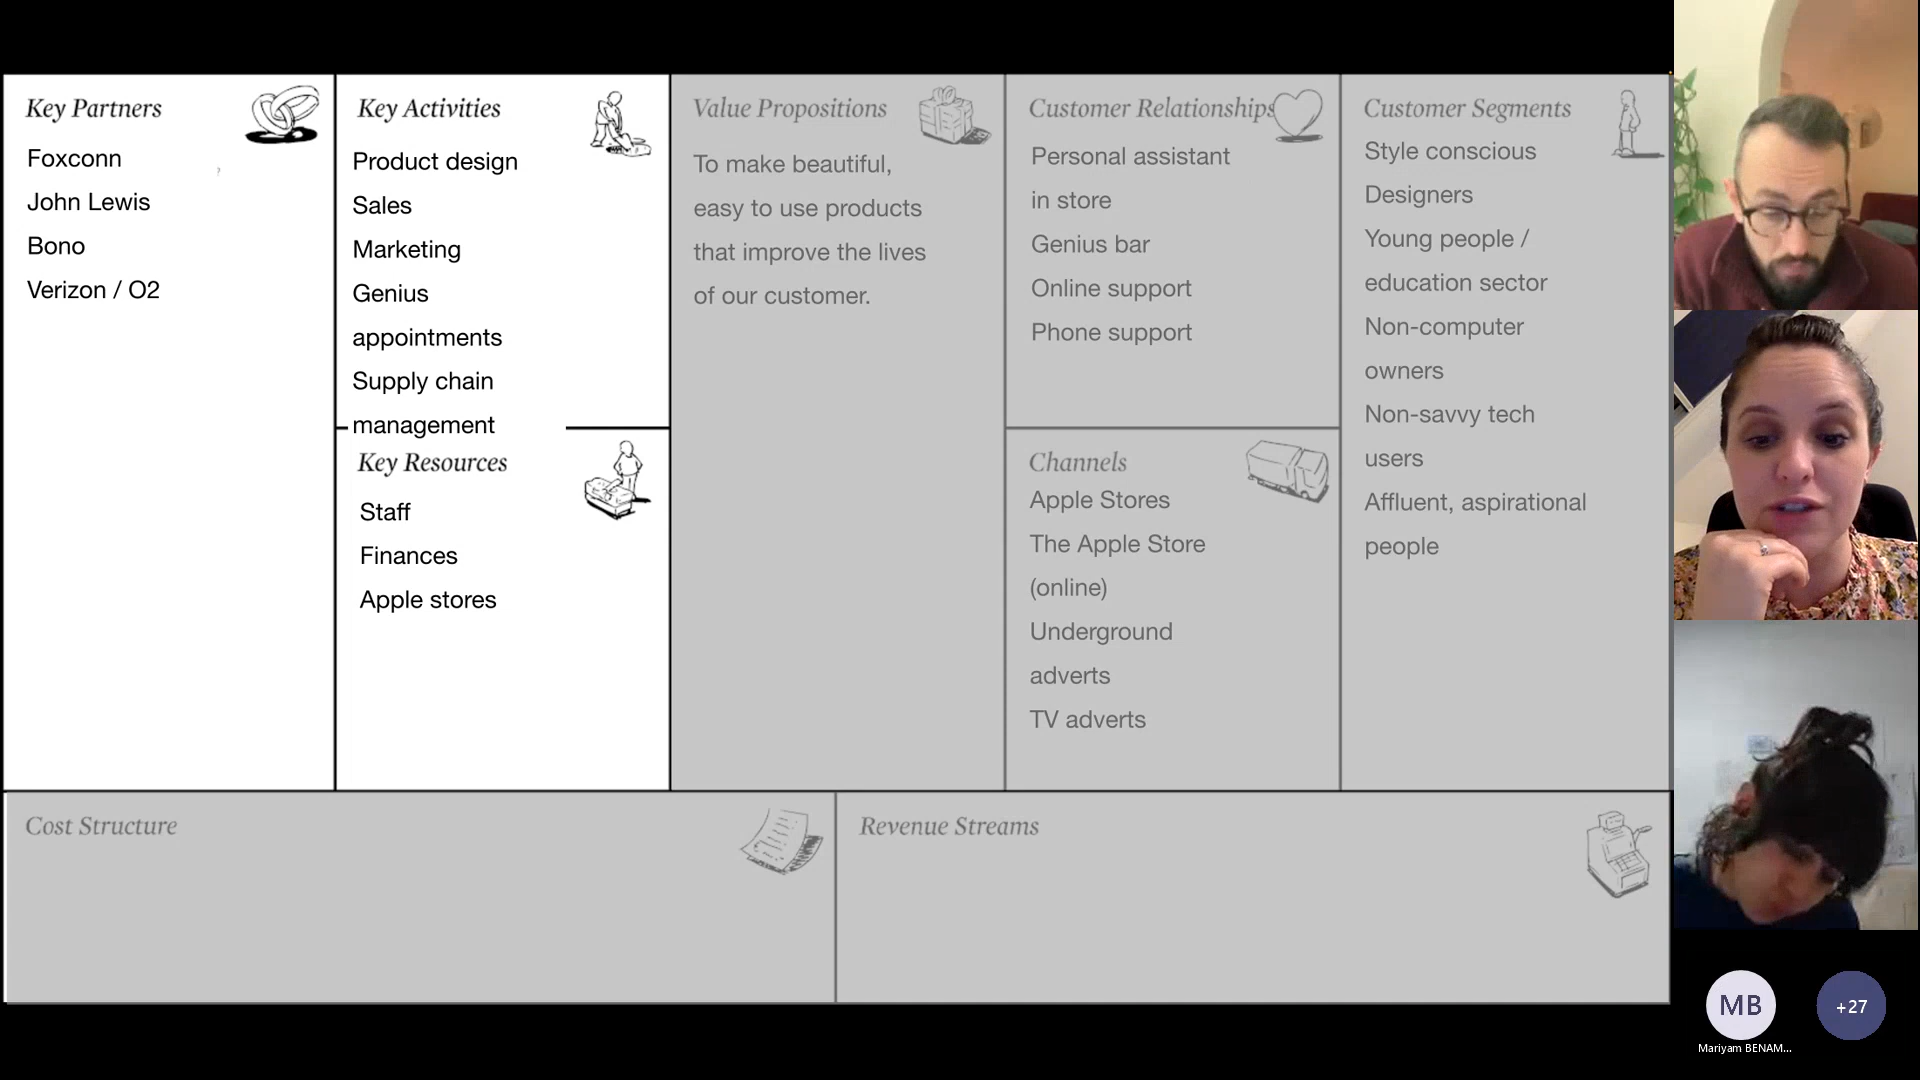 Key Partners
Foxconn
John Lewis
Bono
Verizon / O2
Key Activities
Product design
Sales
Marketing
Genius
appointments
Supply chain
management
Key Resources
Staff
Finances
Apple stores
Value Propositions
To make beautiful,
easy to use products
that improve the lives
of our customer.
Customer Relationships
Personal assistant
in store
Genius bar
Online support
Phone support
Channels
Apple Stores
The Apple Store
(online)
Underground
adverts
TV adverts
Customer Segments
Style conscious
Designers
Young people /
education sector
Non-computer
owners
Non-savvy tech
users
Affluent, aspirational
people
Cost Structure
Revenue Streams
MB
+27
Mariyam BENAM...